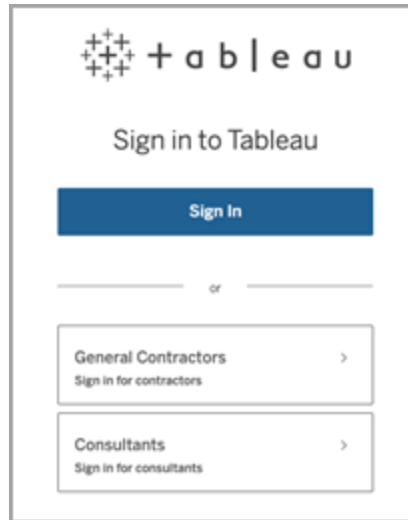 + a b | e a u
Sign in to Tableau
Sign In
or
General Contractors
Sign in for contractors
Consultants
Sign in for consultants